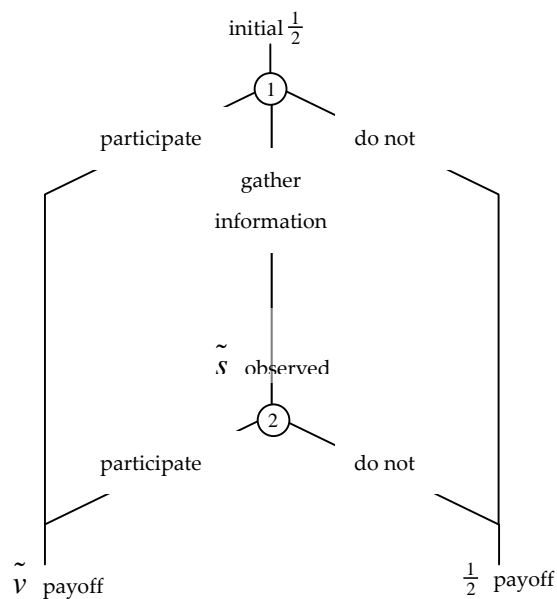 initial 1/2
1
participate
do not
gather
information
s̃ observed
2
participate
do not
ṽ payoff
1/2 payoff